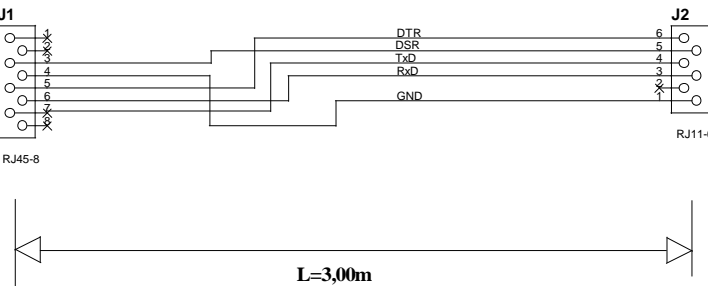 J1
J2
1
2
3
4
5
6
7
8
DTR
DSR
TxD
RxD
GND
6
5
4
3
2
1
RJ45-8
RJ11-
L=3,00m